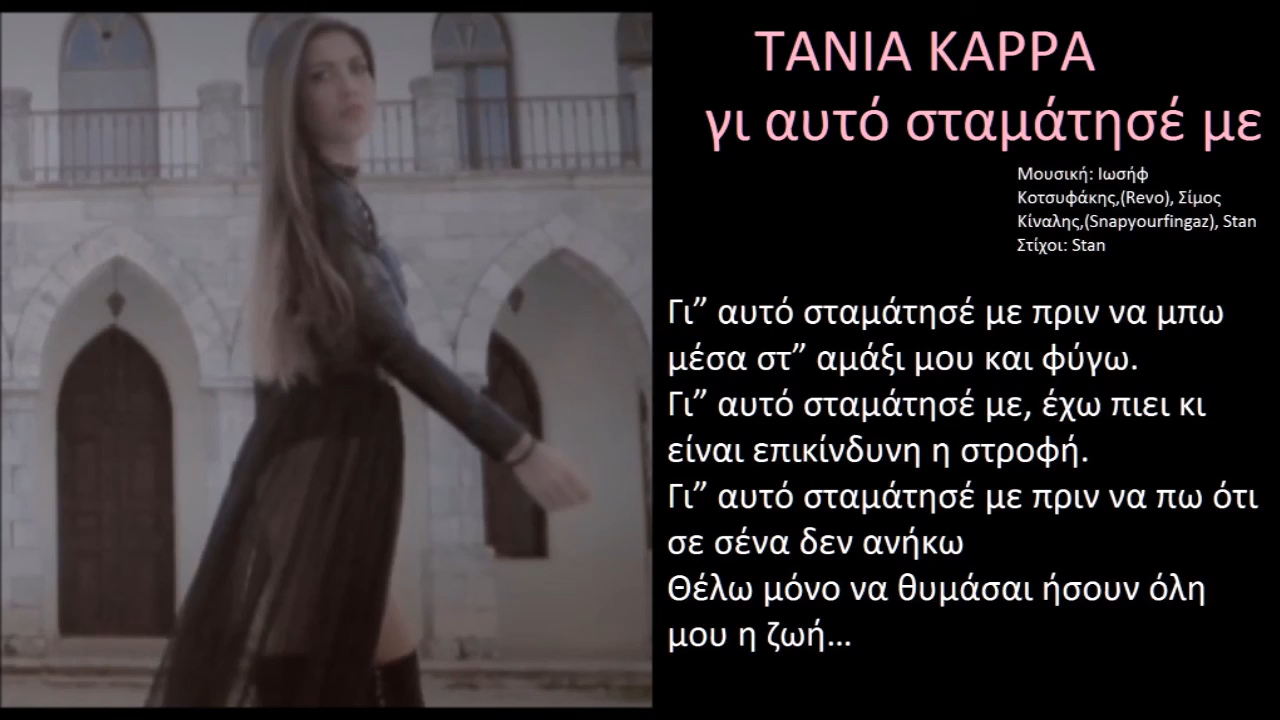 ΤΑΝΙΑ ΚΑΡΡΑ
γι αυτό σταμάτησέ με
Μουσική: Ιωσήφ
Κοτσυφάκης,(Revo), Σίμος
Κίναλης,(Snapyourfingaz), Stan
Στίχοι: Stan
Γι” αυτό σταμάτησέ με πριν να μπω
μέσα στ” αμάξι μου και φύγω.
Γι” αυτό σταμάτησέ με, έχω πιει κι
είναι επικίνδυνη η στροφή.
Γι” αυτό σταμάτησέ με πριν να πω ότι
σε σένα δεν ανήκω
Θέλω μόνο να θυμάσαι ήσουν όλη
μου η ζωή…